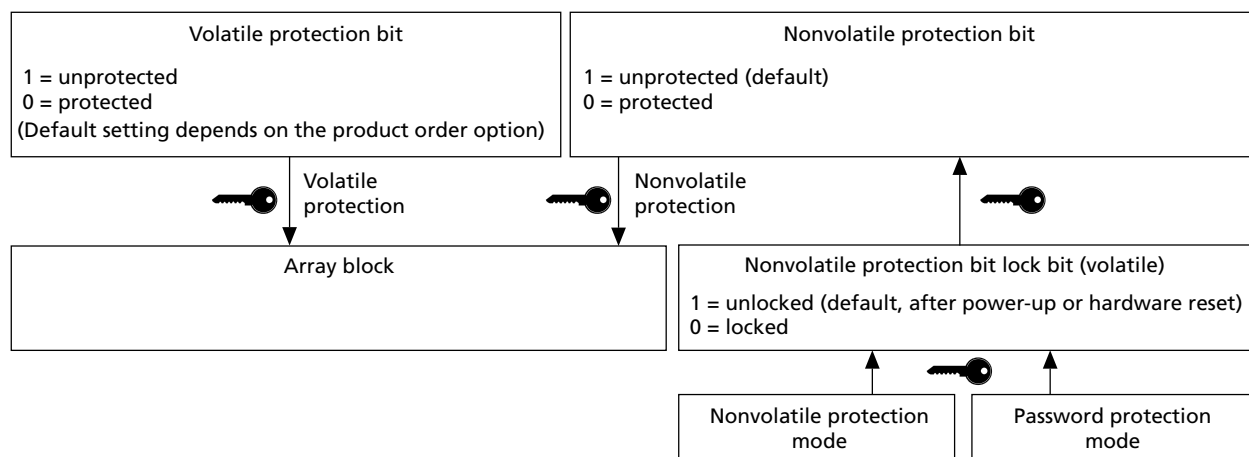 Volatile protection bit
1 = unprotected
0 = protected
(Default setting depends on the product order option)
Nonvolatile protection bit
1 = unprotected (default)
0 = protected
Volatile
protection
Nonvolatile
protection
Array block
Nonvolatile protection bit lock bit (volatile)
1 = unlocked (default, after power-up or hardware reset)
0 = locked
Nonvolatile protection
mode
Password protection
mode